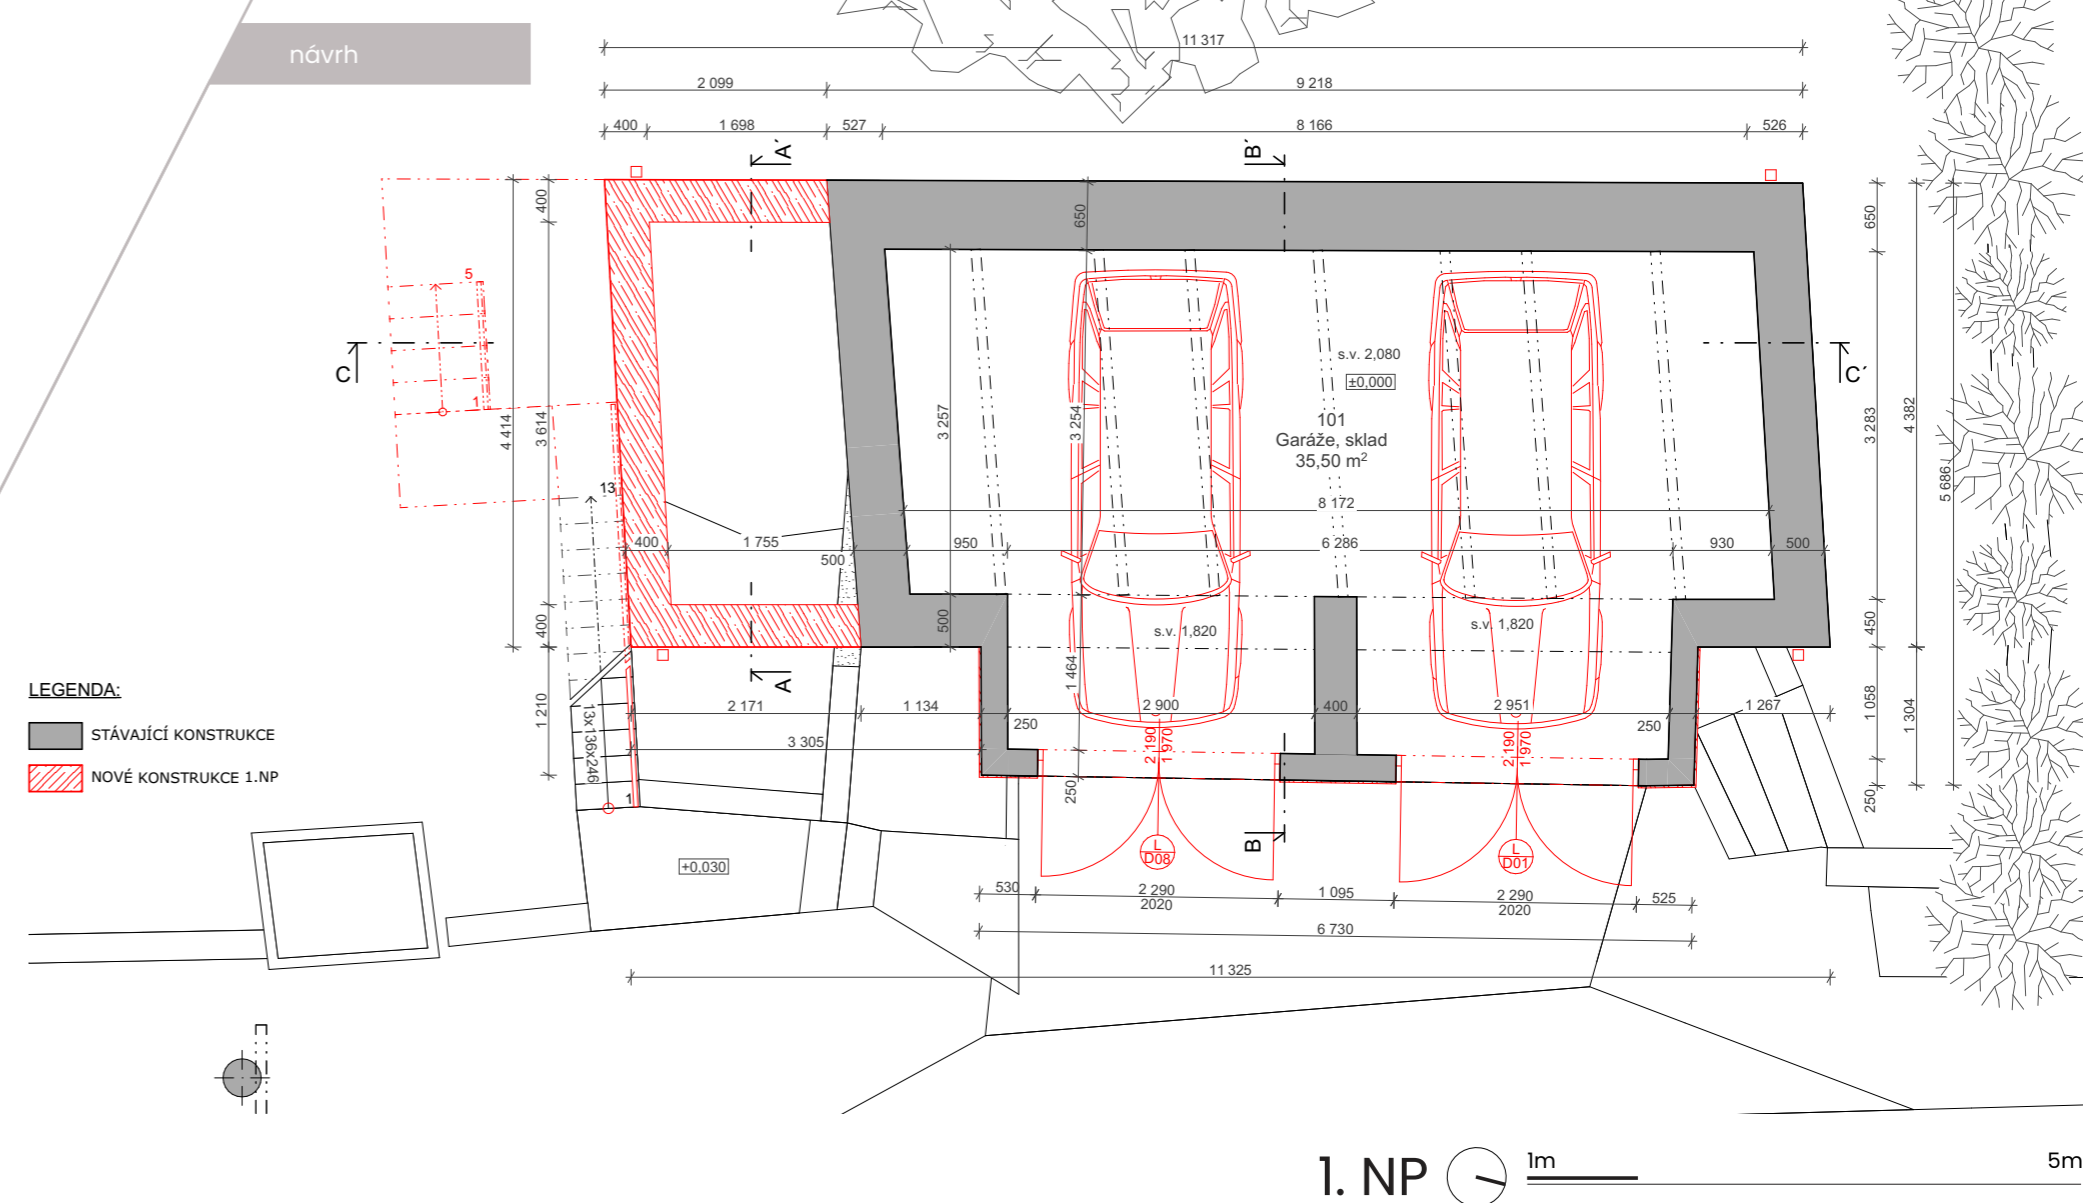 návrh
11 317
2 099
9 218
400
1 698
527
8 166
526
A´
B´
400
650
650
5
C
1
C´
s.v. 2,080
±0,000
101
Garáže, sklad
35,50 m²
4 414
3 614
3 257
3 254
3 283
4 382
5 686
13
8 172
400
1 755
500
950
6 286
930
500
400
500
450
s.v. 1,820
s.v. 1,820
A
1 464
LEGENDA:
STÁVAJÍCÍ KONSTRUKCE
NOVÉ KONSTRUKCE 1.NP
1 210
13x136x246
2 171
1 134
250
2 900
400
2 951
250
1 267
1 058
1 304
3 305
2 190
1 970
2 190
1 970
1
250
250
B
L
D08
L
D01
+0,030
530
2 290
2020
1 095
2 290
2020
525
6 730
11 325
1. NP
1m
5m